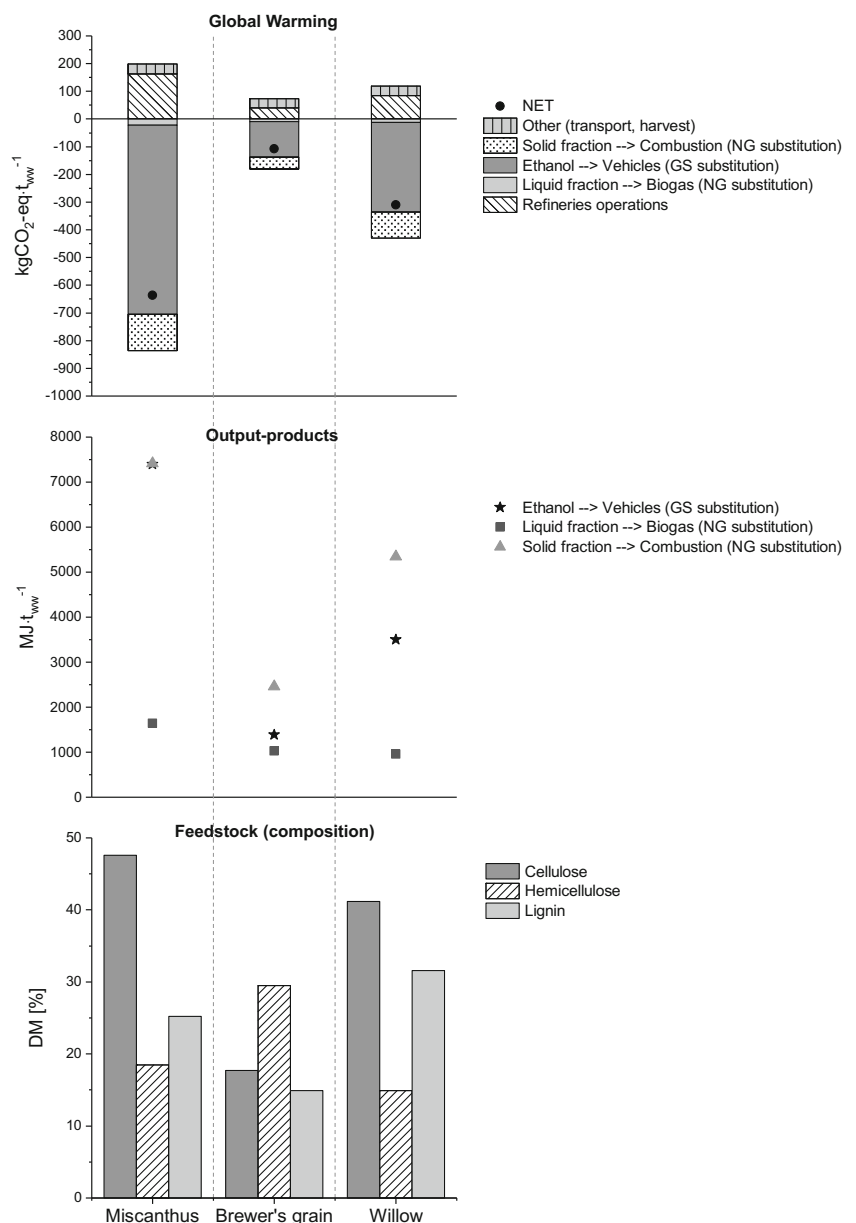 Global Warming
300
200
100
0
-100
-200
-300
-400
-500
-600
-700
-800
-900
-1000
kgCO₂-eq·t_ww⁻¹
NET
Other (transport, harvest)
Solid fraction --> Combustion (NG substitution)
Ethanol --> Vehicles (GS substitution)
Liquid fraction --> Biogas (NG substitution)
Refineries operations
Output-products
8000
7000
6000
5000
4000
3000
2000
1000
0
MJ·t_ww⁻¹
Ethanol --> Vehicles (GS substitution)
Liquid fraction --> Biogas (NG substitution)
Solid fraction --> Combustion (NG substitution)
Feedstock (composition)
50
40
30
20
10
0
DM [%]
Cellulose
Hemicellulose
Lignin
Miscanthus Brewer's grain Willow